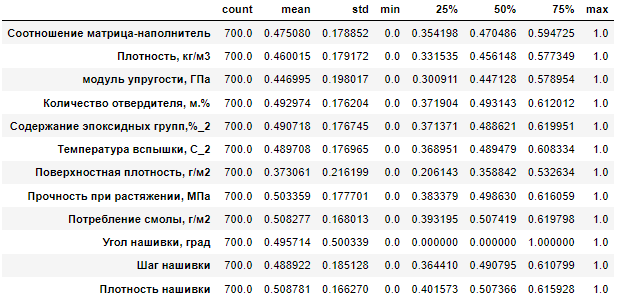 count mean std min 25% 50% 75% max
Соотношение матрица-наполнитель 700.0 0.475080 0.178852 0.0 0.354198 0.470486 0.594725 1.0
Плотность, кг/м3 700.0 0.460015 0.179172 0.0 0.331535 0.456148 0.577349 1.0
модуль упругости, ГПа 700.0 0.446995 0.198017 0.0 0.300911 0.447128 0.578954 1.0
Количество отвердителя, м.% 700.0 0.492974 0.176204 0.0 0.371904 0.493143 0.612012 1.0
Содержание эпоксидных групп,%_2 700.0 0.490718 0.176745 0.0 0.371371 0.488621 0.619951 1.0
Температура вспышки, С_2 700.0 0.489708 0.176965 0.0 0.368951 0.489479 0.608334 1.0
Поверхностная плотность, г/м2 700.0 0.373061 0.216199 0.0 0.206143 0.358842 0.532634 1.0
Прочность при растяжении, МПа 700.0 0.503359 0.177701 0.0 0.383379 0.498630 0.616059 1.0
Потребление смолы, г/м2 700.0 0.508277 0.168013 0.0 0.393195 0.507419 0.619798 1.0
Угол нашивки, град 700.0 0.495714 0.500339 0.0 0.000000 0.000000 1.000000 1.0
Шаг нашивки 700.0 0.488922 0.185128 0.0 0.364410 0.490795 0.610799 1.0
Плотность нашивки 700.0 0.508781 0.166270 0.0 0.401573 0.507366 0.615928 1.0